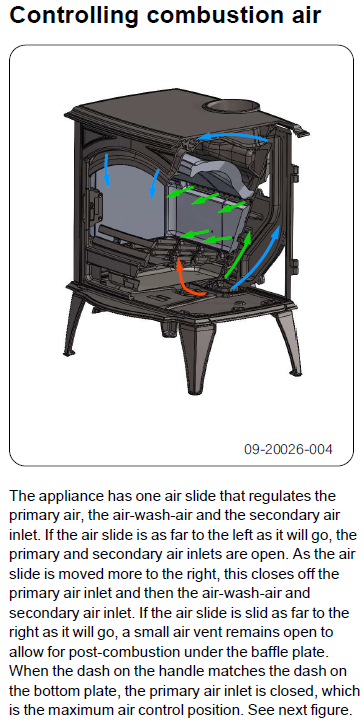 Controlling combustion air
09-20026-004
The appliance has one air slide that regulates the
primary air, the air-wash-air and the secondary air
inlet. If the air slide is as far to the left as it will go, the
primary and secondary air inlets are open. As the air
slide is moved more to the right, this closes off the
primary air inlet and then the air-wash-air and
secondary air inlet. If the air slide is slid as far to the
right as it will go, a small air vent remains open to
allow for post-combustion under the baffle plate.
When the dash on the handle matches the dash on
the bottom plate, the primary air inlet is closed, which
is the maximum air control position. See next figure.